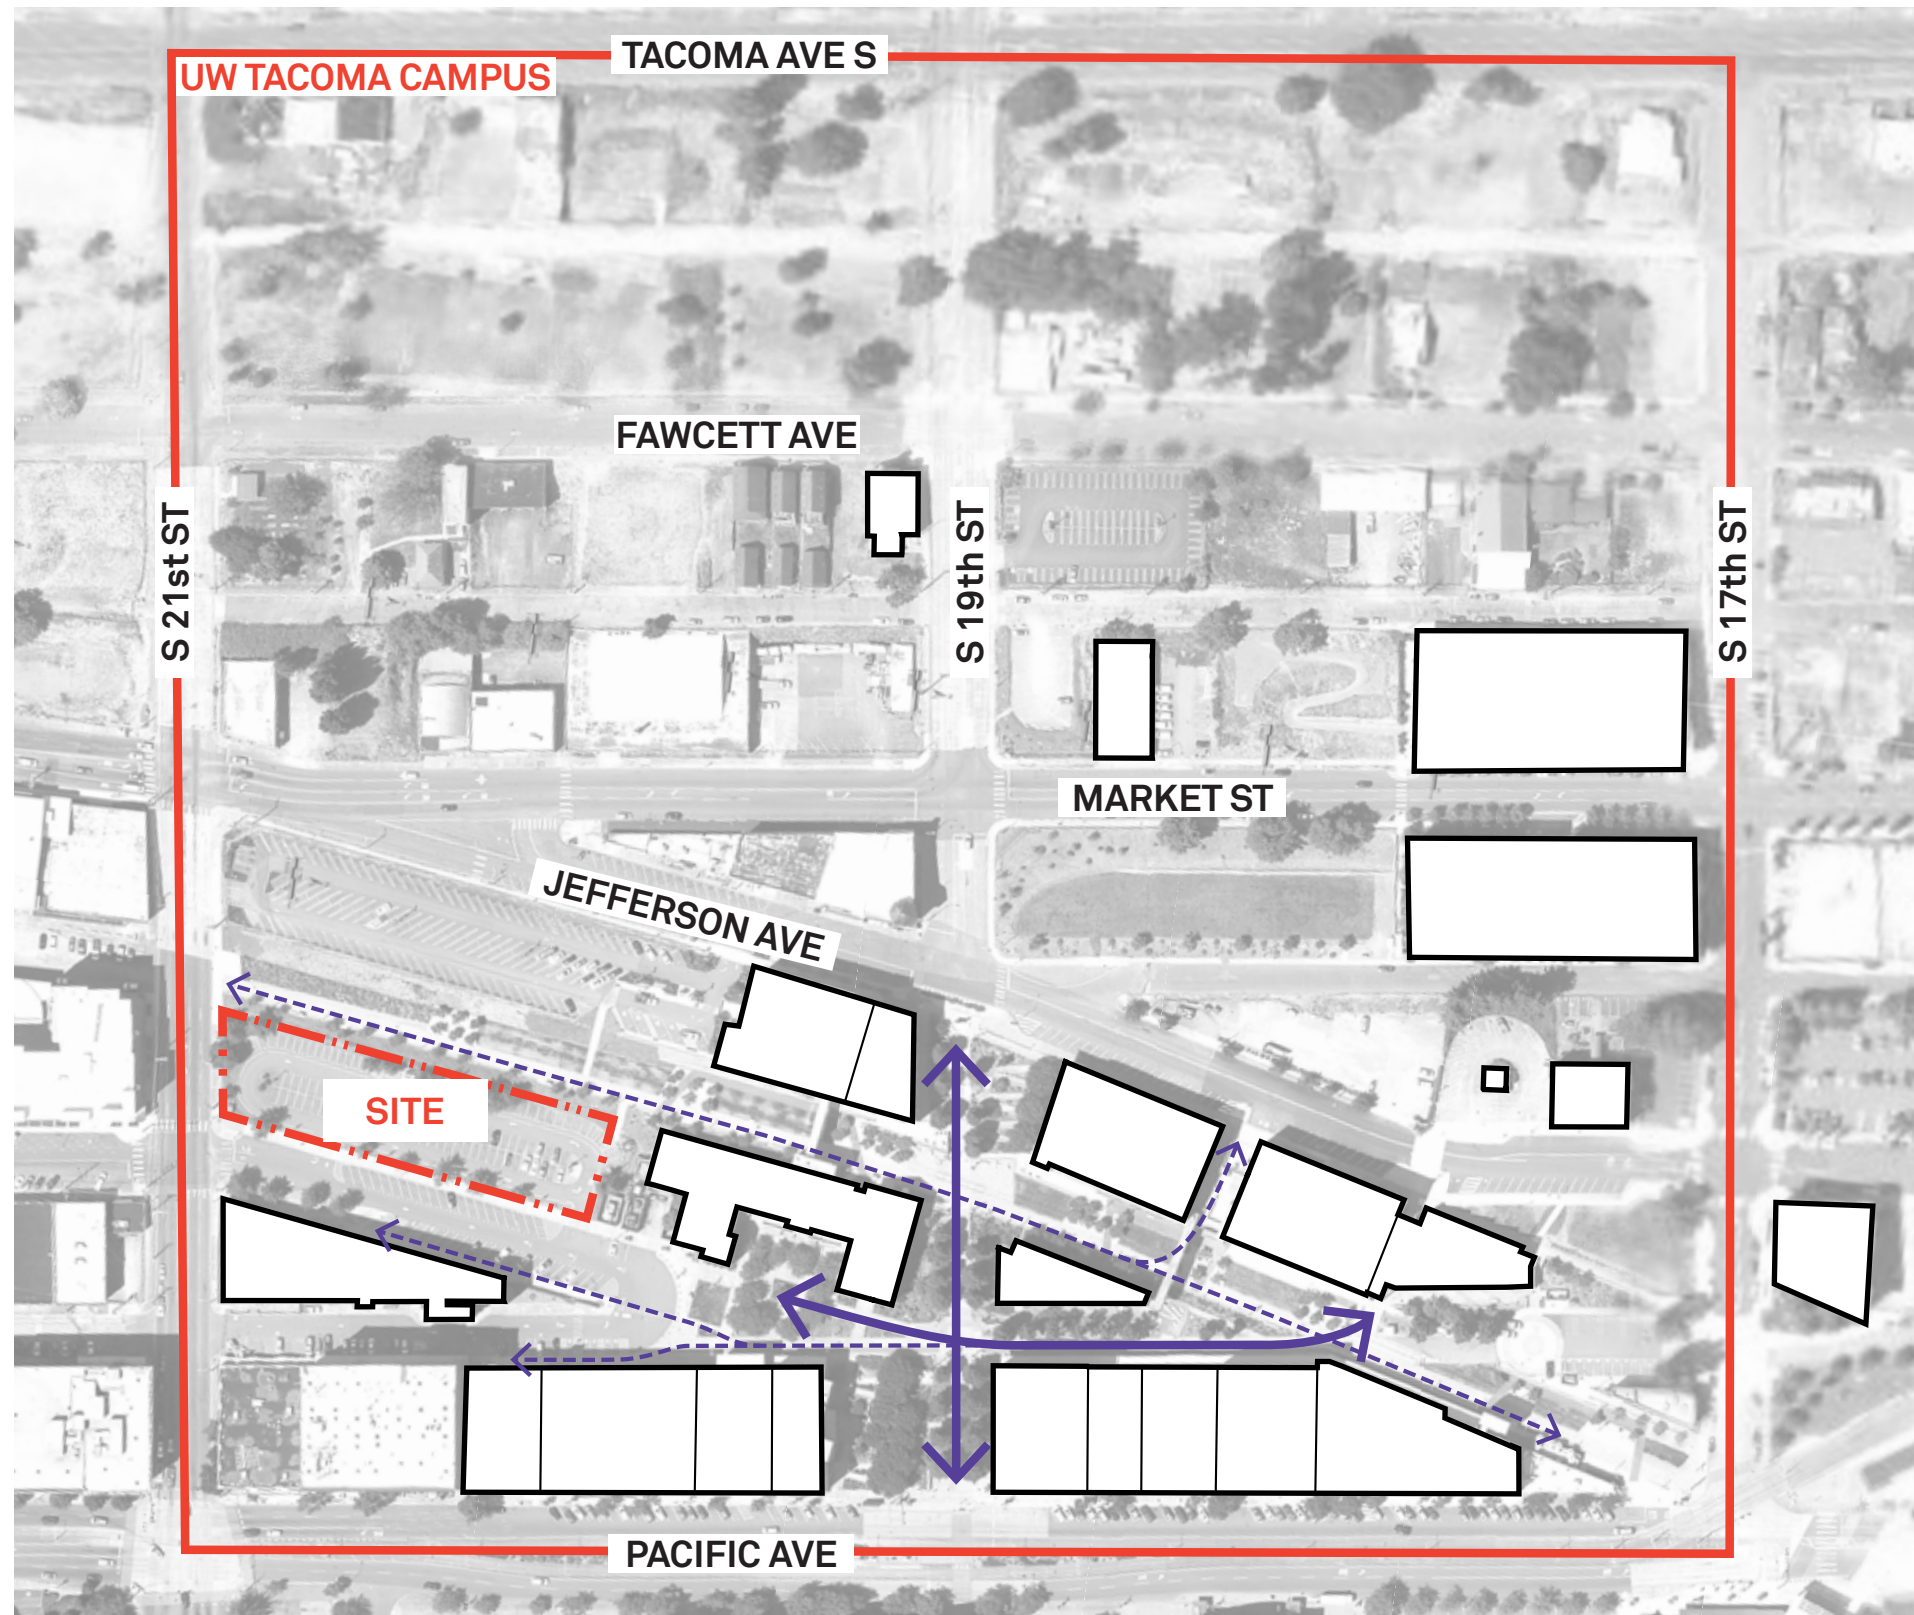 TACOMA AVE S
UW TACOMA CAMPUS
FAWCETT AVE
S 21st ST
S 19th ST
S 17th ST
MARKET ST
JEFFERSON AVE
SITE
PACIFIC AVE